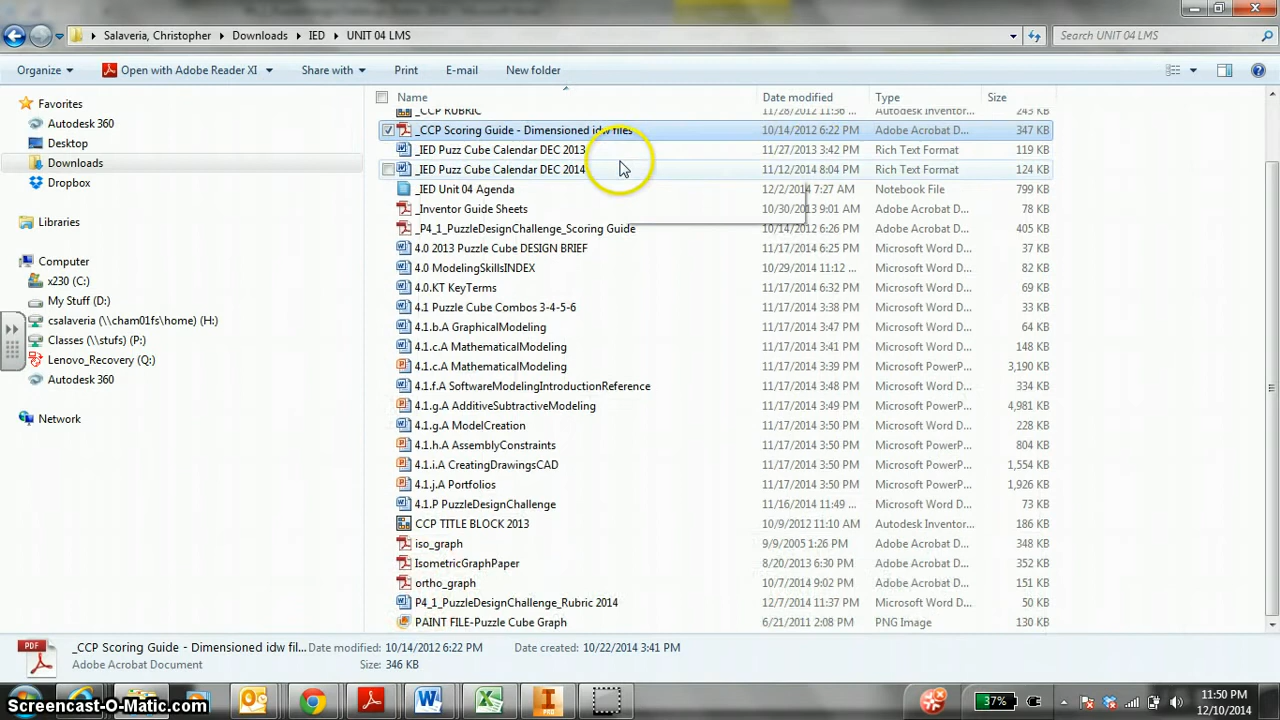 Salaveria, Christopher Downloads IED UNIT 04 LMS Search UNIT 04 LMS
Organize Open with Adobe Reader XI Share with Print E-mail New folder
Favorites
Autodesk 360
Desktop
Downloads
Dropbox
Libraries
Computer
x230 (C:)
My Stuff (D:)
csalaveria (\\cham01fs\home) (H:)
Classes (\\stufs) (P:)
Lenovo_Recovery (Q:)
Autodesk 360
Network
Name Date modified Type Size
_CCP RUBRIC 11/28/2012 11:36 ... Autodesk Inventor... 243 KB
_CCP Scoring Guide - Dimensioned idw files 10/14/2012 6:22 PM Adobe Acrobat D... 347 KB
_IED Puzz Cube Calendar DEC 2013 11/27/2013 3:42 PM Rich Text Format 119 KB
_IED Puzz Cube Calendar DEC 2014 11/12/2014 8:04 PM Rich Text Format 124 KB
_IED Unit 04 Agenda 12/2/2014 7:27 AM Notebook File 799 KB
_Inventor Guide Sheets 10/30/2013 9:01 AM Adobe Acrobat D... 78 KB
_P4_1_PuzzleDesignChallenge_Scoring Guide 10/14/2012 6:26 PM Adobe Acrobat D... 405 KB
4.0 2013 Puzzle Cube DESIGN BRIEF 11/17/2014 6:25 PM Microsoft Word D... 37 KB
4.0 ModelingSkillsINDEX 10/29/2014 11:12 ... Microsoft Word D... 82 KB
4.0.KT KeyTerms 11/17/2014 6:32 PM Microsoft Word D... 69 KB
4.1 Puzzle Cube Combos 3-4-5-6 11/17/2014 3:38 PM Microsoft Word D... 33 KB
4.1.b.A GraphicalModeling 11/17/2014 3:47 PM Microsoft Word D... 64 KB
4.1.c.A MathematicalModeling 11/17/2014 3:41 PM Microsoft Word D... 148 KB
4.1.c.A MathematicalModeling 11/17/2014 3:39 PM Microsoft PowerP... 3,190 KB
4.1.f.A SoftwareModelingIntroductionReference 11/17/2014 3:48 PM Microsoft Word D... 334 KB
4.1.g.A AdditiveSubtractiveModeling 11/17/2014 3:49 PM Microsoft PowerP... 4,981 KB
4.1.g.A ModelCreation 11/17/2014 3:50 PM Microsoft Word D... 228 KB
4.1.h.A AssemblyConstraints 11/17/2014 3:50 PM Microsoft PowerP... 804 KB
4.1.i.A CreatingDrawingsCAD 11/17/2014 3:50 PM Microsoft PowerP... 1,554 KB
4.1.j.A Portfolios 11/17/2014 3:50 PM Microsoft PowerP... 1,926 KB
4.1.P PuzzleDesignChallenge 11/16/2014 11:49 ... Microsoft Word D... 73 KB
CCP TITLE BLOCK 2013 10/9/2012 11:10 AM Autodesk Inventor... 186 KB
iso_graph 9/9/2005 1:26 PM Adobe Acrobat D... 348 KB
IsometricGraphPaper 8/20/2013 6:30 PM Adobe Acrobat D... 352 KB
ortho_graph 10/7/2014 9:02 PM Adobe Acrobat D... 151 KB
P4_1_PuzzleDesignChallenge_Rubric 2014 12/7/2014 11:37 PM Microsoft Word D... 50 KB
PAINT FILE-Puzzle Cube Graph 6/21/2011 2:08 PM PNG Image 130 KB
PDF
_CCP Scoring Guide - Dimensioned idw fil... Date modified: 10/14/2012 6:22 PM Date created: 10/22/2014 3:41 PM
Adobe Acrobat Document Size: 346 KB
37% 11:50 PM
12/10/2014
Screencast-O-Matic.com